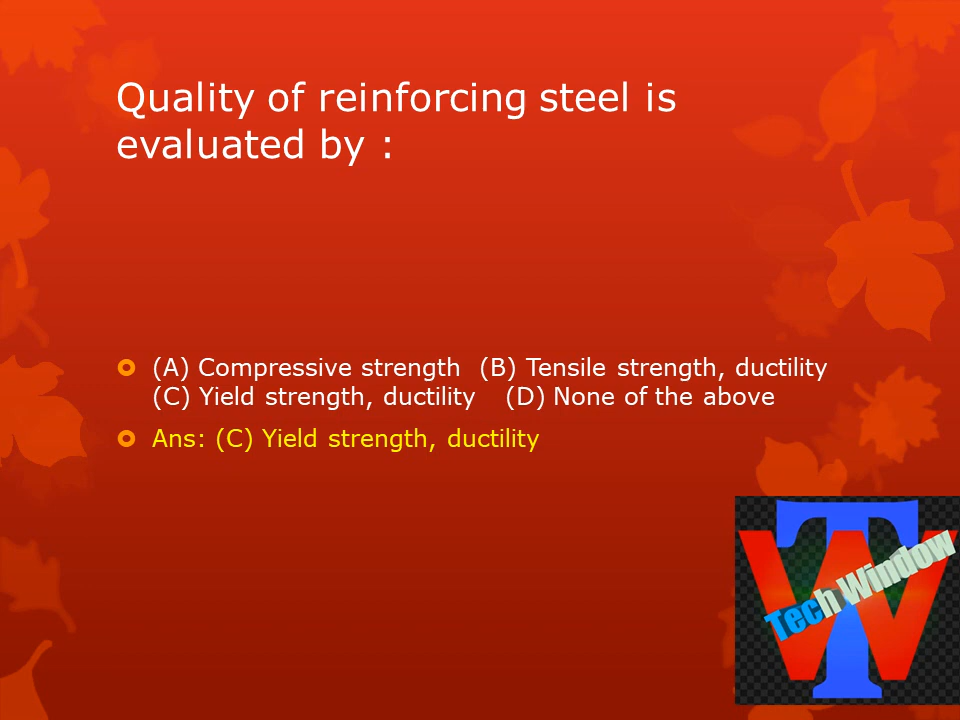 Quality of reinforcing steel is
evaluated by :
(A) Compressive strength (B) Tensile strength, ductility
(C) Yield strength, ductility (D) None of the above
Ans: (C) Yield strength, ductility
TW
Tech Window